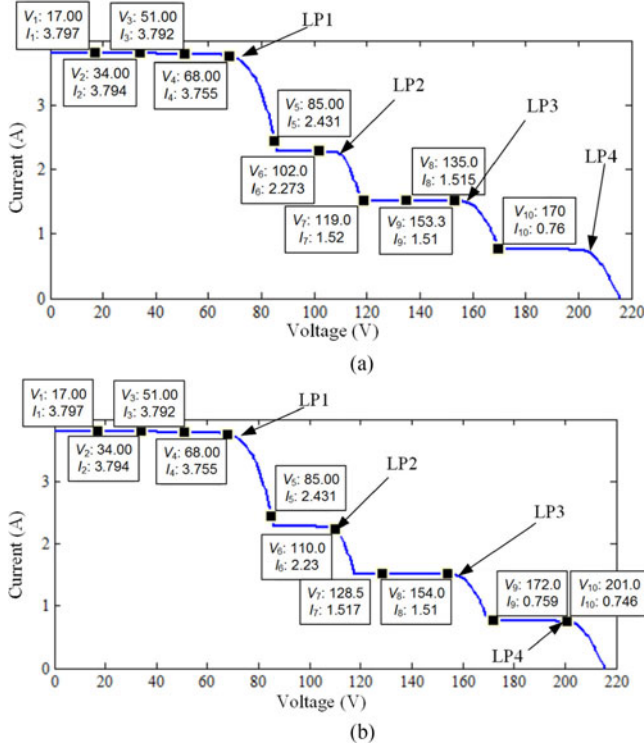 V1: 17.00
I1: 3.797
V3: 51.00
I3: 3.792
LP1
V2: 34.00
I2: 3.794
V4: 68.00
I4: 3.755
LP2
V5: 85.00
I5: 2.431
LP3
V6: 102.0
I6: 2.273
V8: 135.0
I8: 1.515
LP4
V7: 119.0
I7: 1.52
V9: 153.3
I9: 1.51
V10: 170
I10: 0.76
Current (A)
4
2
1
0
0 20 40 60 80 100 120 140 160 180 200 220
Voltage (V)
(a)
V1: 17.00
I1: 3.797
V3: 51.00
I3: 3.792
LP1
V2: 34.00
I2: 3.794
V4: 68.00
I4: 3.755
LP2
V5: 85.00
I5: 2.431
LP3
V6: 110.0
I6: 2.23
V7: 128.5
I7: 1.517
V8: 154.0
I8: 1.51
V9: 172.0
I9: 0.759
V10: 201.0
I10: 0.746
LP4
Current (A)
3
2
1
0
0 20 40 60 80 100 120 140 160 180 200 220
Voltage (V)
(b)